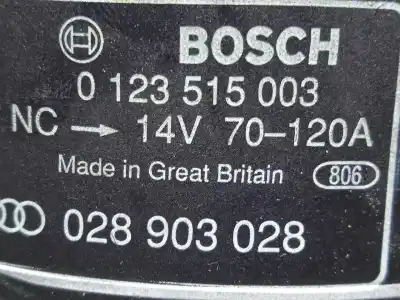 BOSCH
0 123 515 003
NC → 14V 70-120A
Made in Great Britain 806
028 903 028